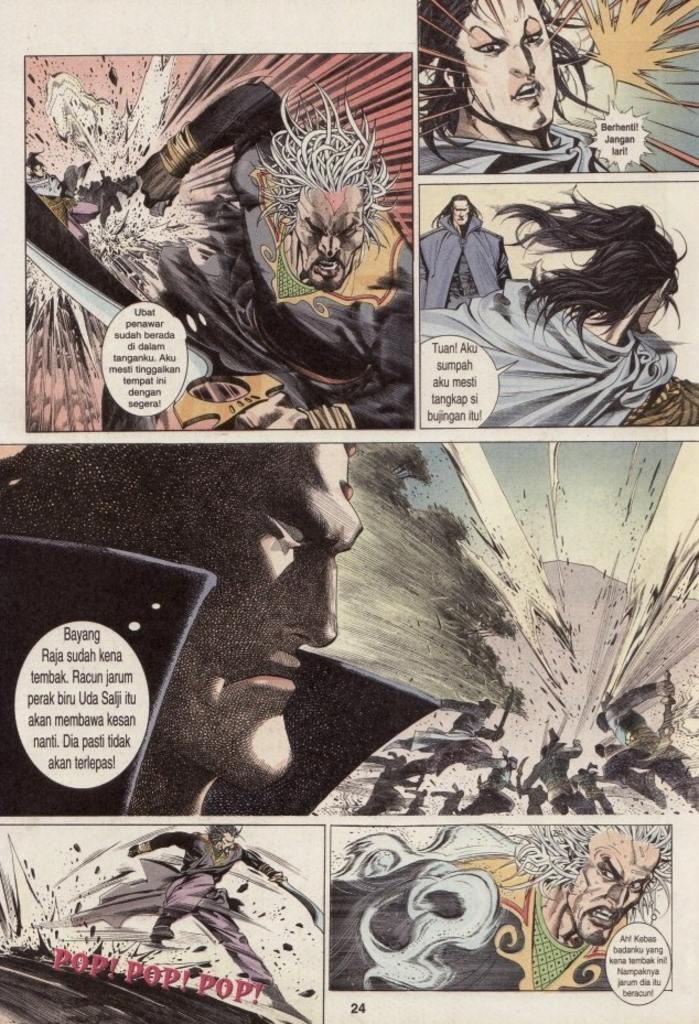 Ubat
penawar
sudah berada
di dalam
tanganku. Aku
mesti tinggalkan
tempat ini
dengan
segera!
Berhenti!
Jangan
lari!
Tuan! Aku
sumpah
aku mesti
tangkap si
bujingan itu!
Bayang
Raja sudah kena
tembak. Racun jarum
perak biru Uda Salji itu
akan membawa kesan
nanti. Dia pasti tidak
akan terlepas!
POP! POP! POP!
Ah! Kebas
badanku yang
kena tembak ini!
Nampaknya
jarum dia itu
beracun!
24